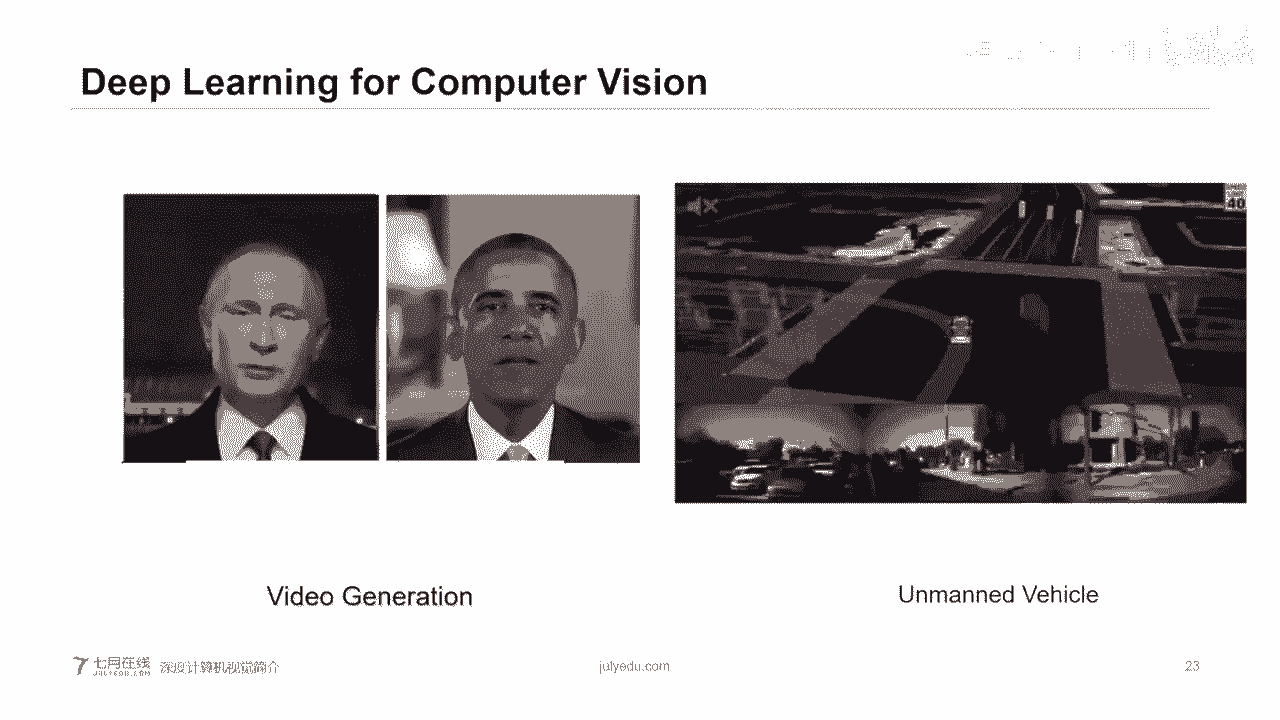 Deep Learning for Computer Vision
40
Video Generation
Unmanned Vehicle
七月在线
JULYEDU.COM
深度计算机视觉简介
julyedu.com
23